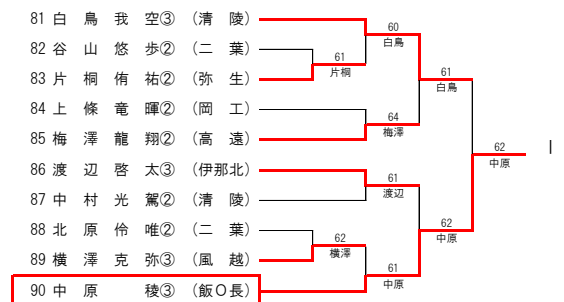 81 白 鳥 我 空③ (清 陵)
82 谷 山 悠 歩② (二 葉)
83 片 桐 侑 祐② (弥 生)
84 上 條 竜 暉② (岡 工)
85 梅 澤 龍 翔② (高 遠)
86 渡 辺 啓 太③ (伊那北)
87 中 村 光 駕② (清 陵)
88 北 原 伶 唯② (二 葉)
89 横 澤 克 弥③ (風 越)
90 中 原 稜③ (飯O長)
61
片桐
60
白鳥
64
梅澤
61
白鳥
61
渡辺
62
横澤
61
中原
62
中原
62
中原
I